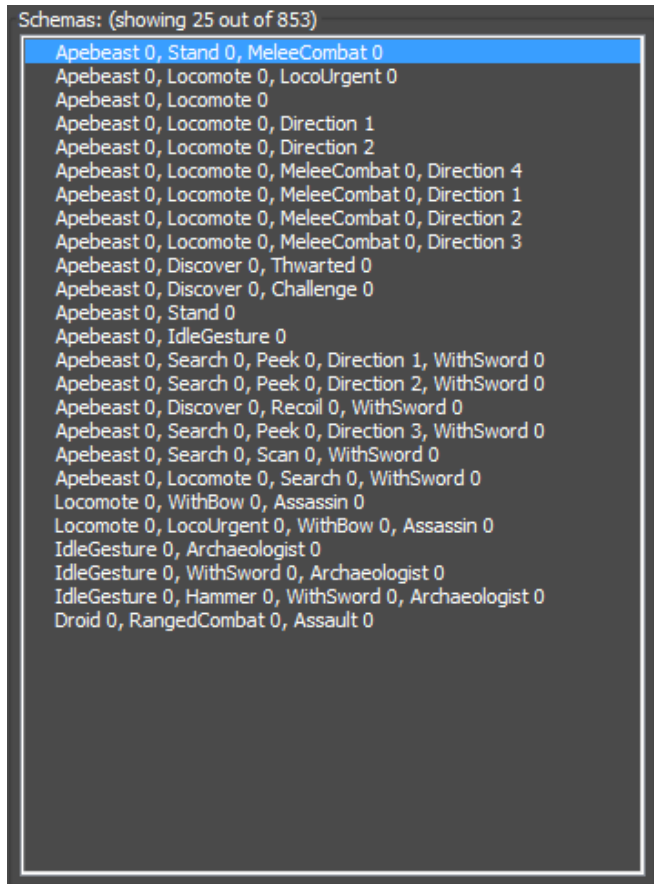 Schemas: (showing 25 out of 853)
Apebeast 0, Stand 0, MeleeCombat 0
Apebeast 0, Locomote 0, LocoUrgent 0
Apebeast 0, Locomote 0
Apebeast 0, Locomote 0, Direction 1
Apebeast 0, Locomote 0, Direction 2
Apebeast 0, Locomote 0, MeleeCombat 0, Direction 4
Apebeast 0, Locomote 0, MeleeCombat 0, Direction 1
Apebeast 0, Locomote 0, MeleeCombat 0, Direction 2
Apebeast 0, Locomote 0, MeleeCombat 0, Direction 3
Apebeast 0, Discover 0, Thwarted 0
Apebeast 0, Discover 0, Challenge 0
Apebeast 0, Stand 0
Apebeast 0, IdleGesture 0
Apebeast 0, Search 0, Peek 0, Direction 1, WithSword 0
Apebeast 0, Search 0, Peek 0, Direction 2, WithSword 0
Apebeast 0, Discover 0, Recoil 0, WithSword 0
Apebeast 0, Search 0, Peek 0, Direction 3, WithSword 0
Apebeast 0, Search 0, Scan 0, WithSword 0
Apebeast 0, Locomote 0, Search 0, WithSword 0
Locomote 0, WithBow 0, Assassin 0
Locomote 0, LocoUrgent 0, WithBow 0, Assassin 0
IdleGesture 0, Archaeologist 0
IdleGesture 0, WithSword 0, Archaeologist 0
IdleGesture 0, Hammer 0, WithSword 0, Archaeologist 0
Droid 0, RangedCombat 0, Assault 0